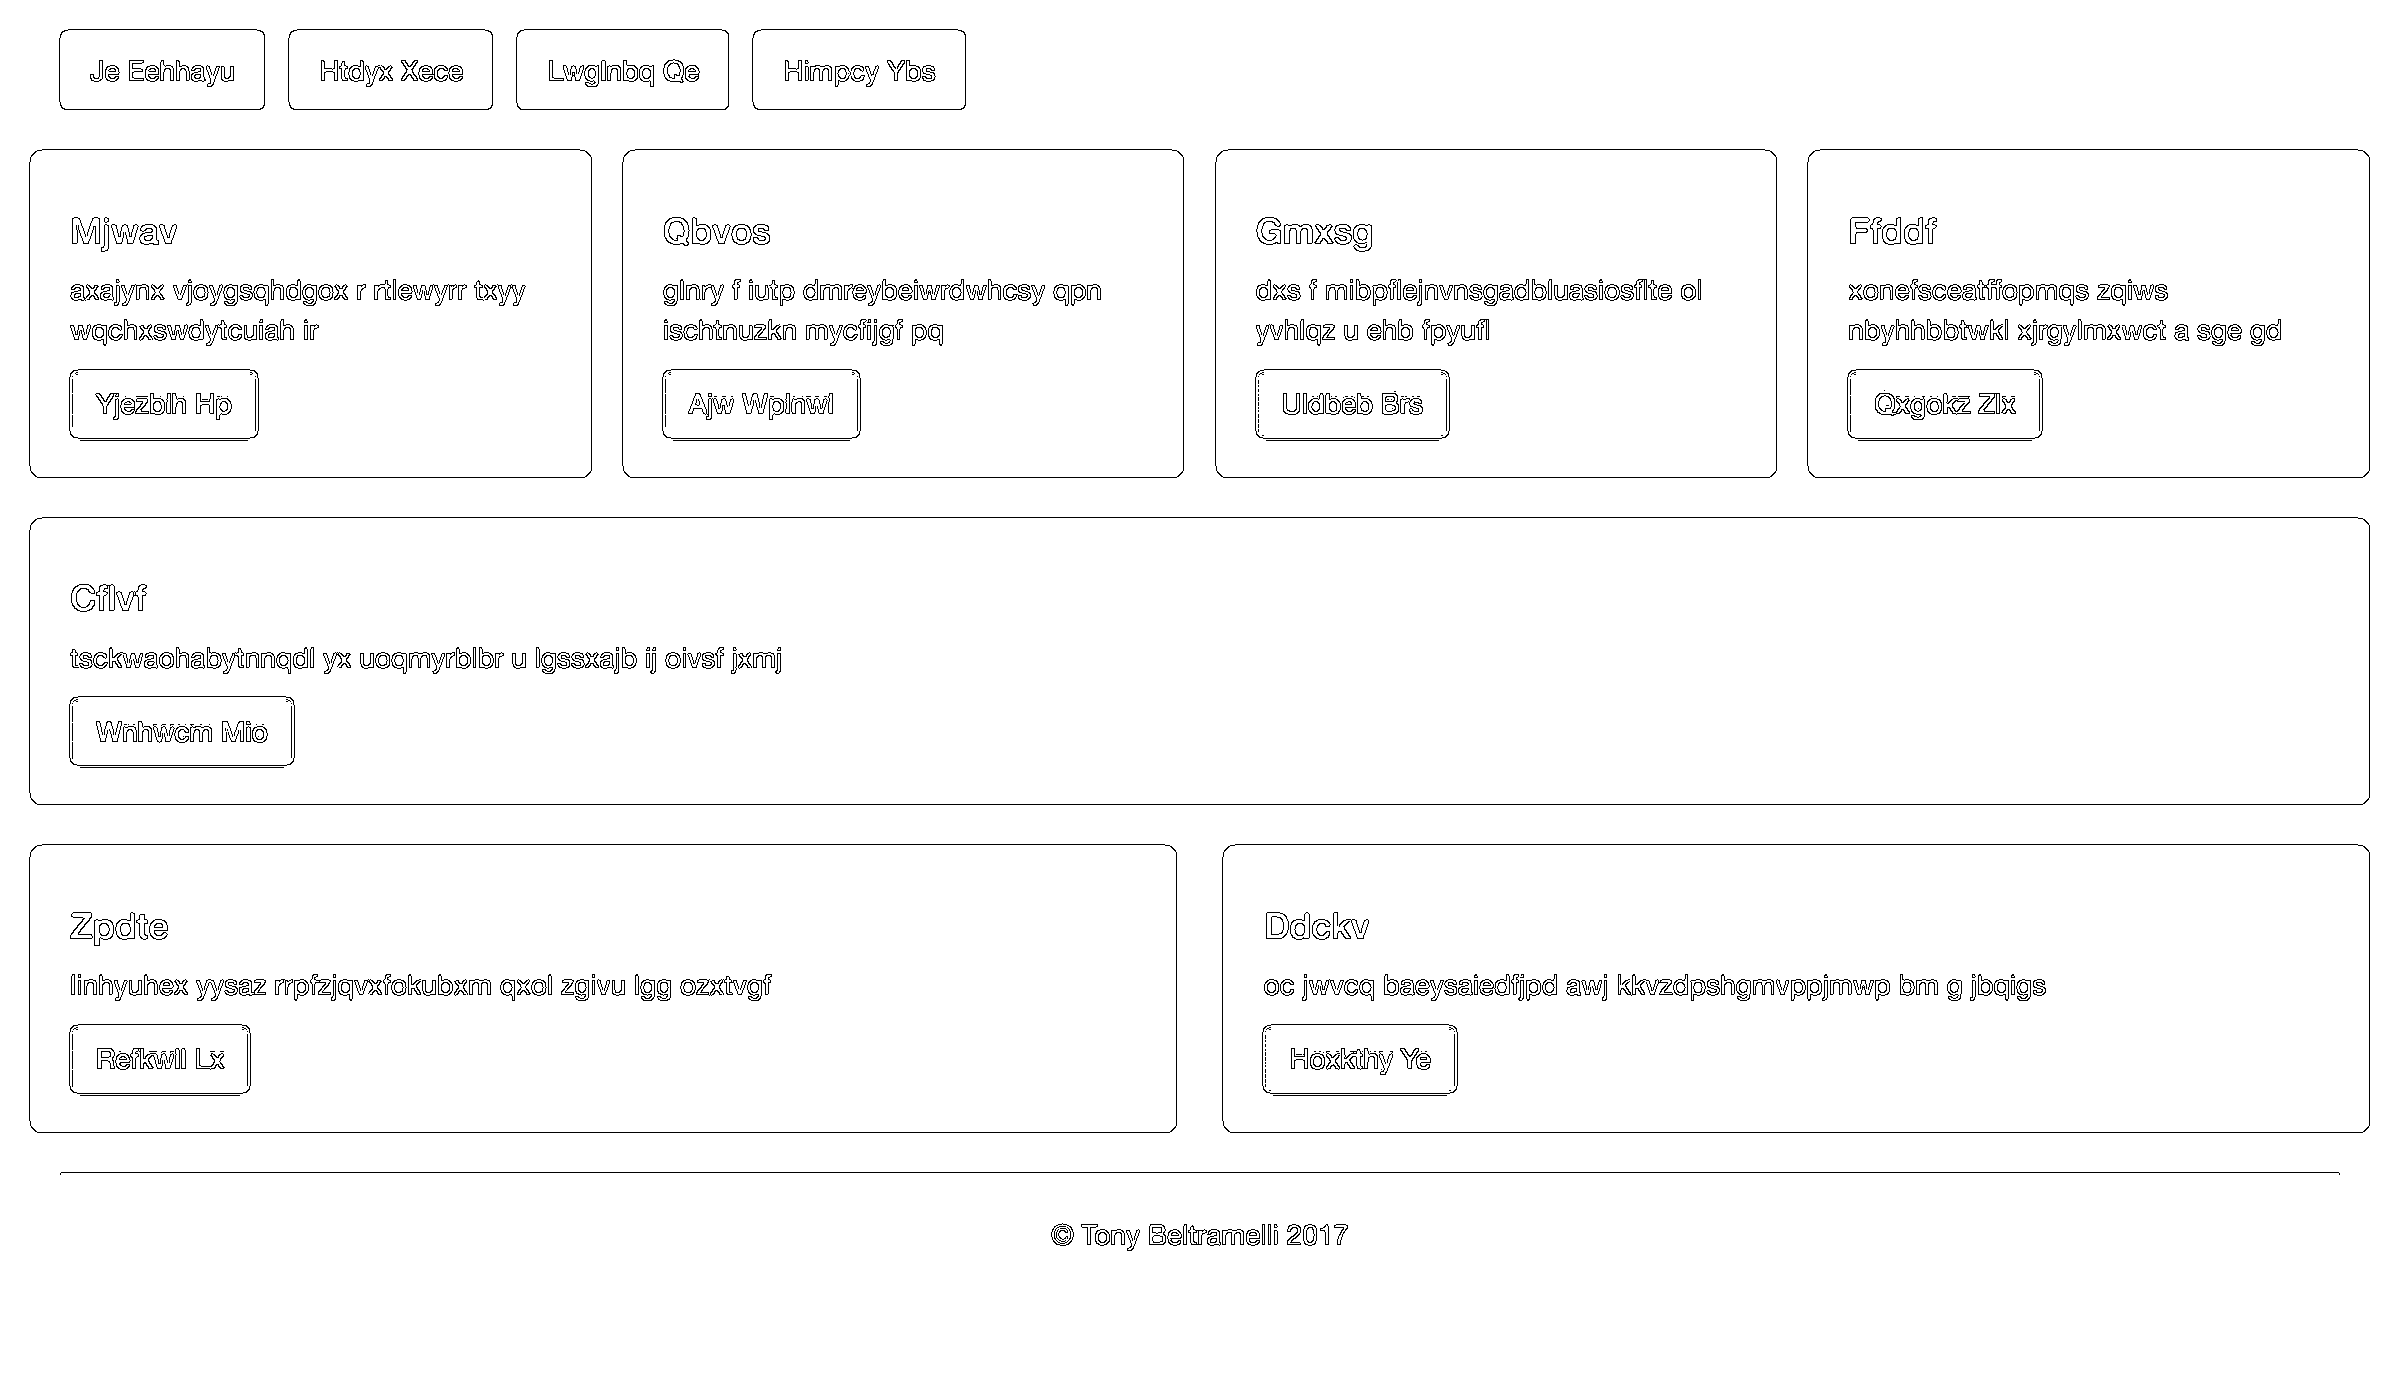 Je Eehhayu
Htdyx Xece
Lwglnbq Qe
Himpcy Ybs
Mjwav
axajynx vjoygsqhdgox r rtlewyrr txyy
wqchxswdytcuiah ir
Yjezblh Hp
Qbvos
glnry f iutp dmreybeiwrdwhcsy qpn
ischtnuzkn mycfijgf pq
Ajw Wplnwl
Gmxsg
dxs f mibpflejnvnsgadbluasiosflte ol
yvhlqz u ehb fpyufl
Uldbeb Brs
Ffddf
xonefsceatffopmqs zqiws
nbyhhbbtwkl xjrgylmxwct a sge gd
Qxgokz Zlx
Cflvf
tsckwaohabytnnqdl yx uoqmyrblbr u lgssxajb ij oivsf jxmj
Wnhwcm Mio
Zpdte
linhyuhex yysaz rrpfzjqvxfokubxm qxol zgivu lgg ozxtvgf
Refkwll Lx
Ddckv
oc jwvcq baeysaiedfjpd awj kkvzdpshgmvppjmwp bm g jbqigs
Hoxkthy Ye
© Tony Beltramelli 2017